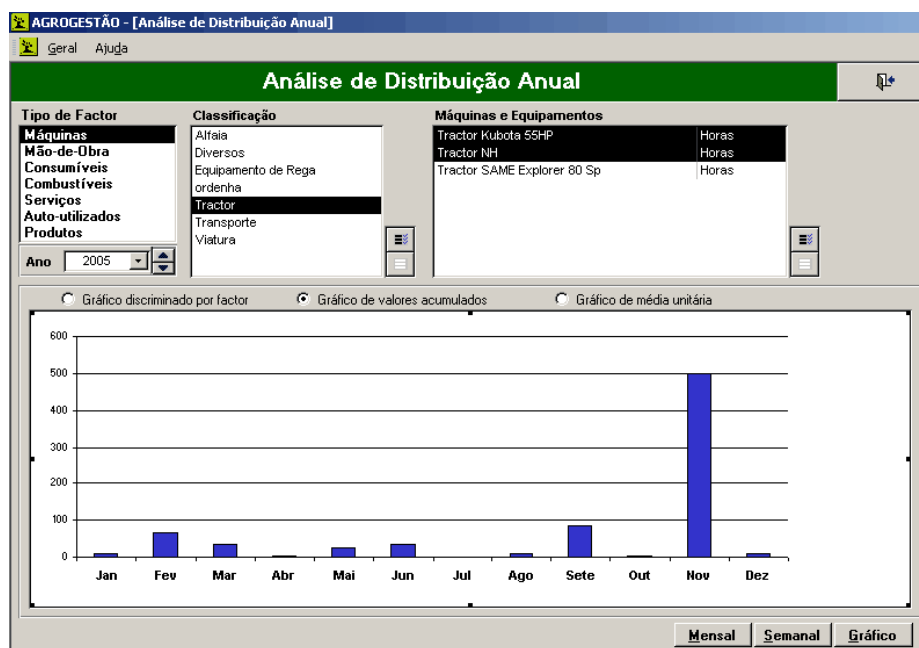 AGROGESTÃO - [Análise de Distribuição Anual]
Geral Ajuda
Análise de Distribuição Anual
Tipo de Factor
Máquinas
Mão-de-Obra
Consumíveis
Combustíveis
Serviços
Auto-utilizados
Produtos
Ano 2005
Classificação
Alfaia
Diversos
Equipamento de Rega
ordenha
Tractor
Transporte
Viatura
Máquinas e Equipamentos
Tractor Kubota 55HP Horas
Tractor NH Horas
Tractor SAME Explorer 80 Sp Horas
Gráfico discriminado por factor Gráfico de valores acumulados Gráfico de média unitária
600
500
400
300
200
100
0
Jan Fev Mar Abr Mai Jun Jul Ago Sete Out Nov Dez
Mensal Semanal Gráfico